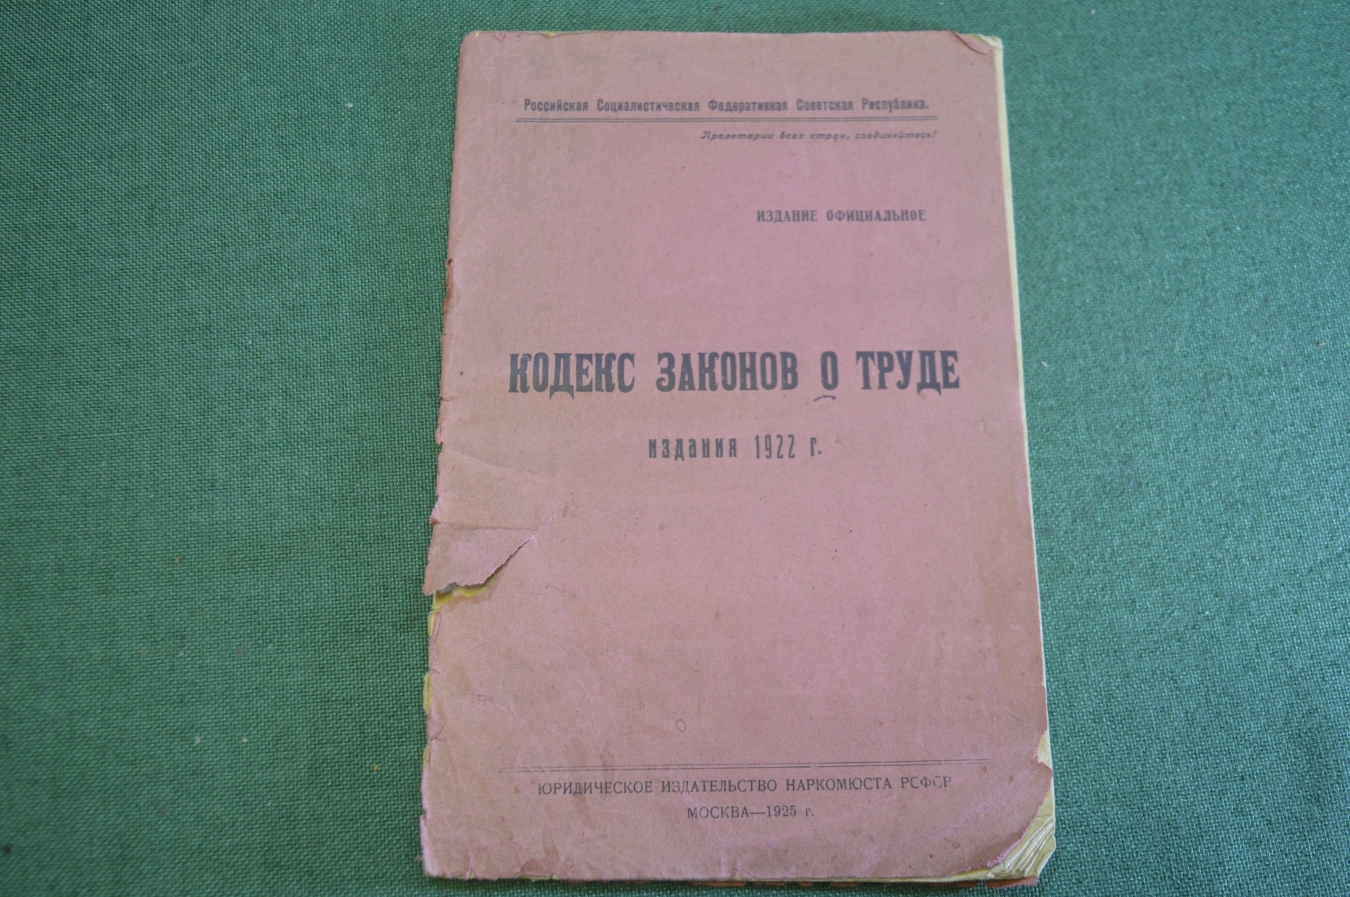 Российская Социалистическая Федеративная Советская Республика.
Пролетарии всех стран, соединяйтесь!
ИЗДАНИЕ ОФИЦИАЛЬНОЕ
КОДЕКС ЗАКОНОВ О ТРУДЕ
издания 1922 г.
ЮРИДИЧЕСКОЕ ИЗДАТЕЛЬСТВО НАРКОМЮСТА РСФСР
МОСКВА—1925 г.